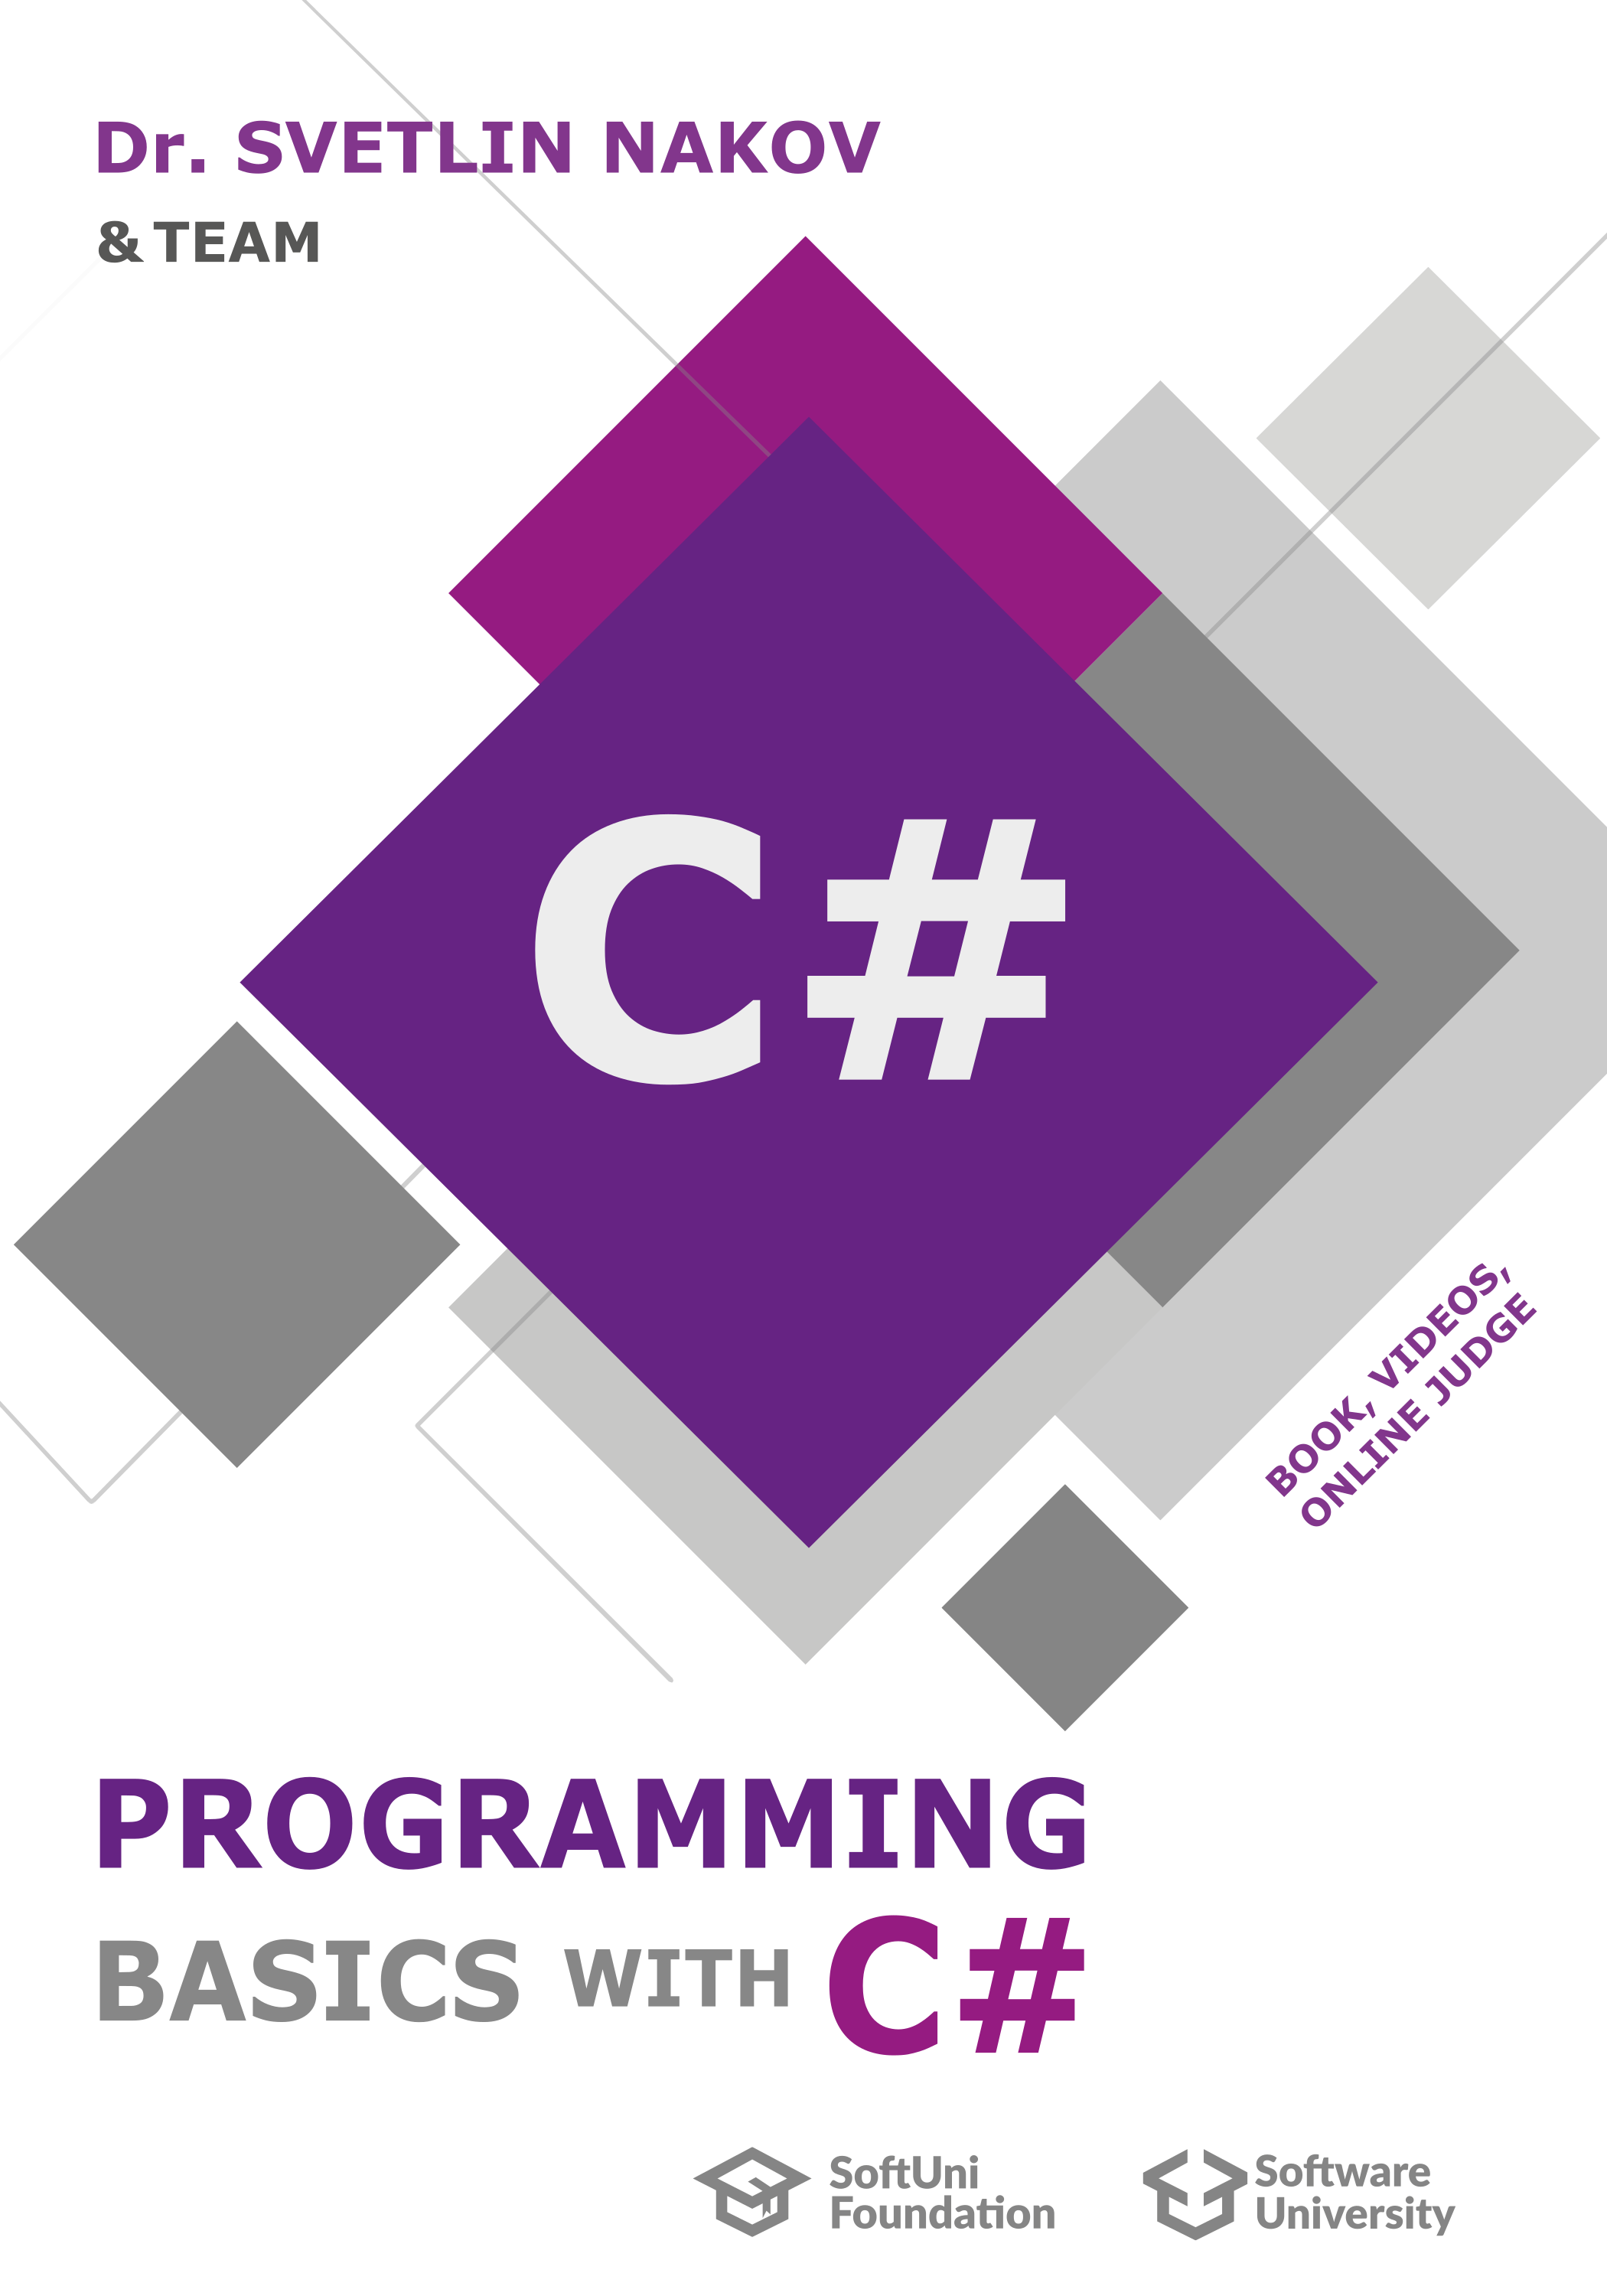 Dr. SVETLIN NAKOV
& TEAM
C#
BOOK, VIDEOS,
ONLINE JUDGE
PROGRAMMING
BASICS WITH C#
SoftUni
Foundation
Software
University